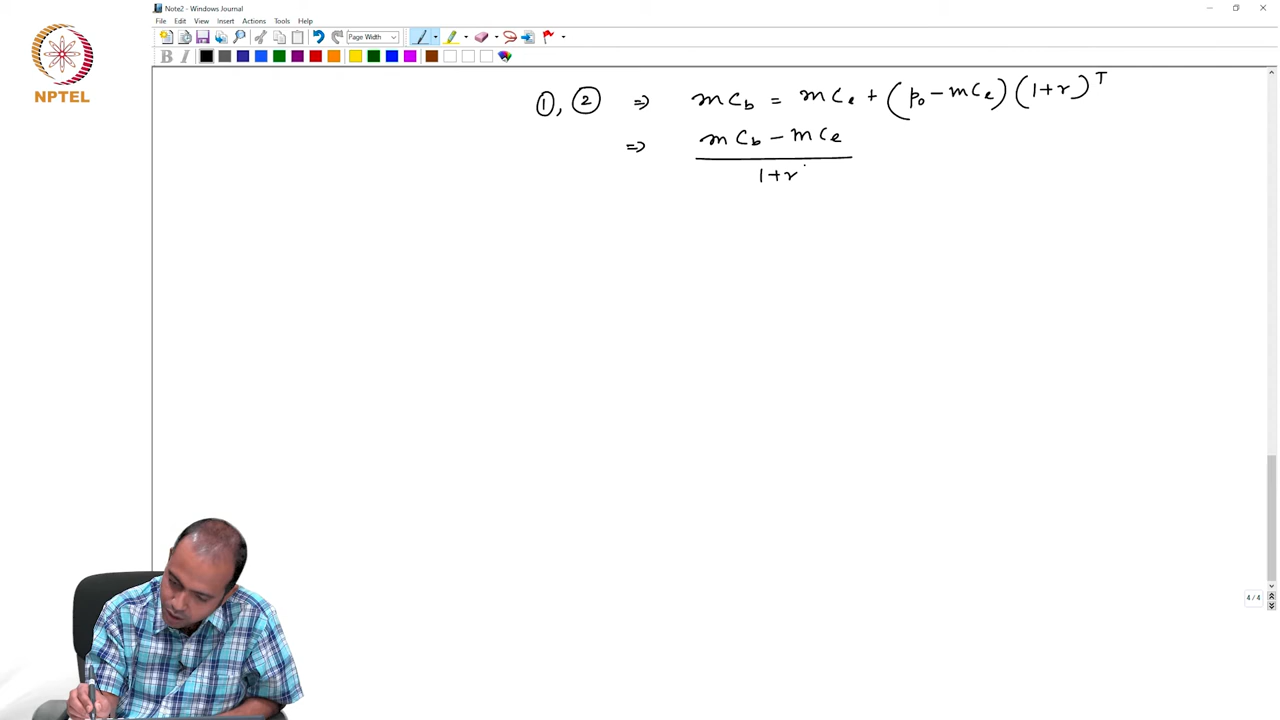 Note2 - Windows Journal
File Edit View Insert Actions Tools Help
Page Width
B I
NPTEL
①, ② ⇒ mC_b = mC_e + (p_0 - mC_e)(1+r)^T
⇒ mC_b - mC_e
1+r
4 / 4